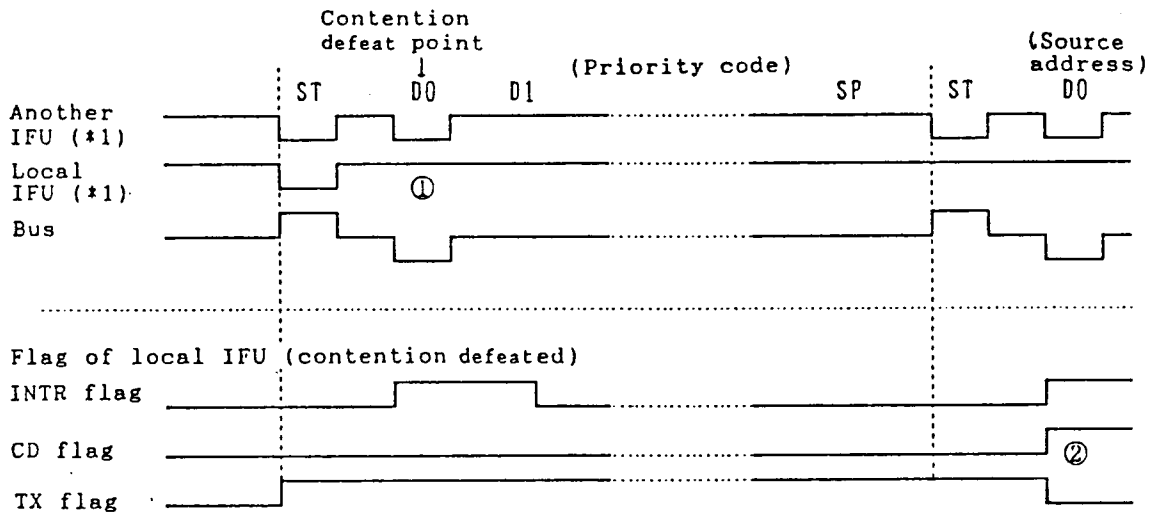 Contention
defeat point
↓
(Source
address)
(Priority code)
ST D0 D1 SP ST D0
Another
IFU (*1)
Local
IFU (*1)
①
Bus
Flag of local IFU (contention defeated)
INTR flag
CD flag
②
TX flag